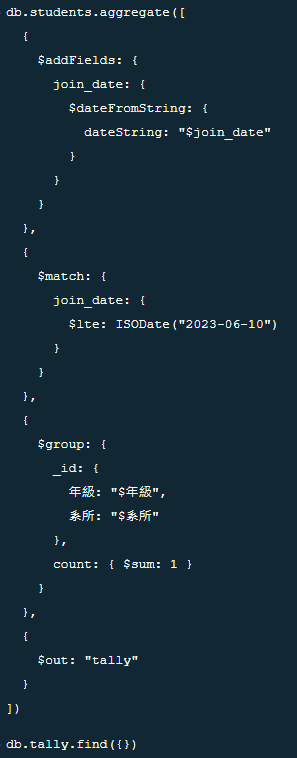 db.students.aggregate([
  {
    $addFields: {
      join_date: {
        $dateFromString: {
          dateString: "$join_date"
        }
      }
    }
  },
  {
    $match: {
      join_date: {
        $lte: ISODate("2023-06-10")
      }
    }
  },
  {
    $group: {
      _id: {
        年級: "$年級",
        系所: "$系所"
      },
      count: { $sum: 1 }
    }
  },
  {
    $out: "tally"
  }
])
db.tally.find({})